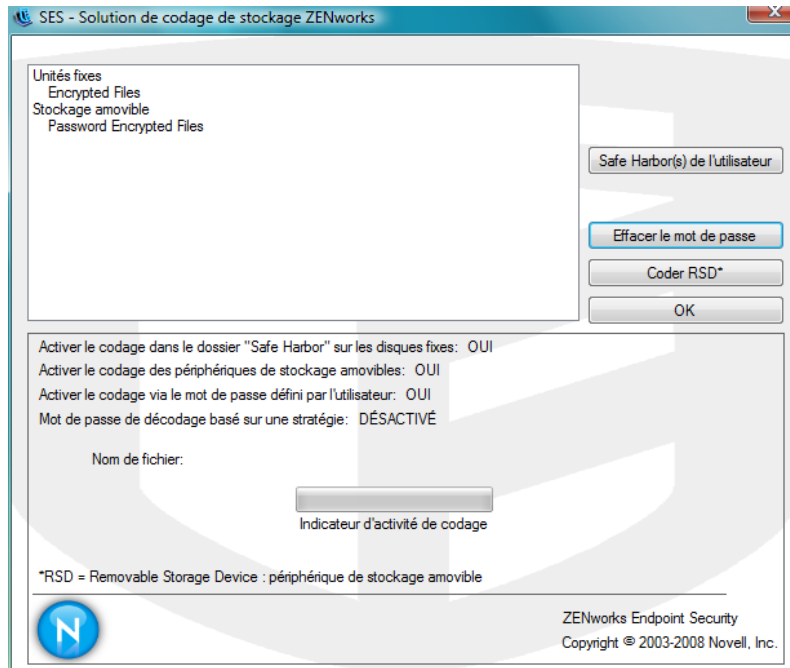 SES - Solution de codage de stockage ZENworks
Unités fixes
Encrypted Files
Stockage amovible
Password Encrypted Files
Safe Harbor(s) de l'utilisateur
Effacer le mot de passe
Coder RSD*
OK
Activer le codage dans le dossier "Safe Harbor" sur les disques fixes: OUI
Activer le codage des périphériques de stockage amovibles: OUI
Activer le codage via le mot de passe défini par l'utilisateur: OUI
Mot de passe de décodage basé sur une stratégie: DÉSACTIVÉ
Nom de fichier:
Indicateur d'activité de codage
*RSD = Removable Storage Device : périphérique de stockage amovible
N
ZENworks Endpoint Security
Copyright © 2003-2008 Novell, Inc.